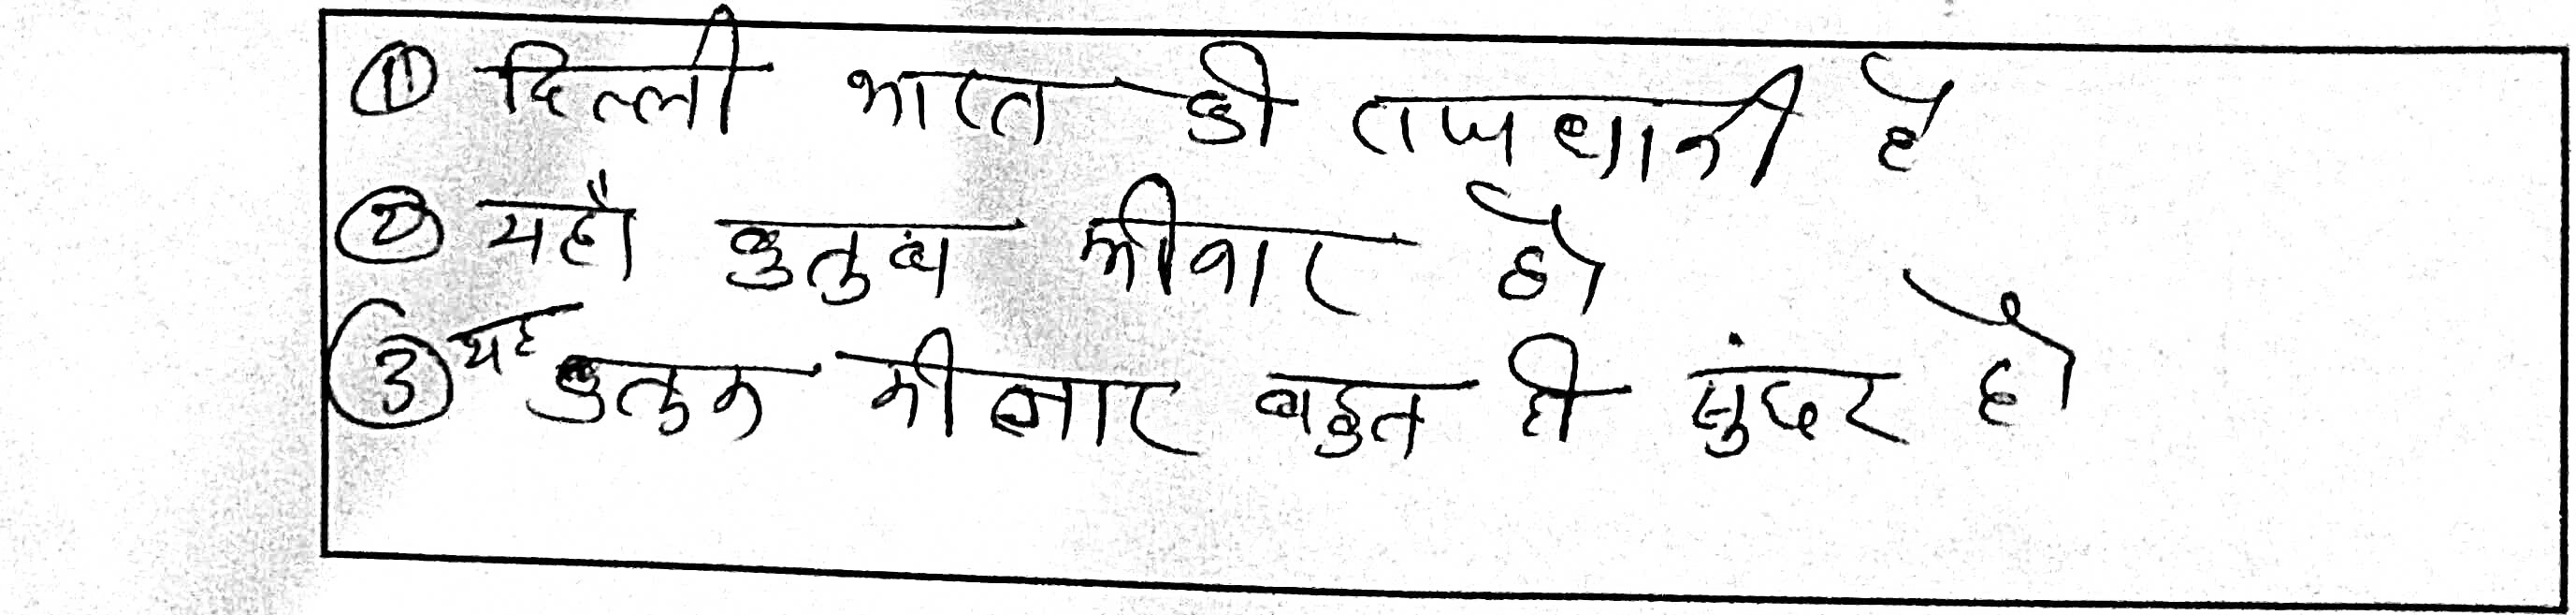 ① दिल्ली भारत की राजधानी है
② यहाँ कुतुब मीनार है
③ यह कुतुब मीनार बहुत ही सुंदर है